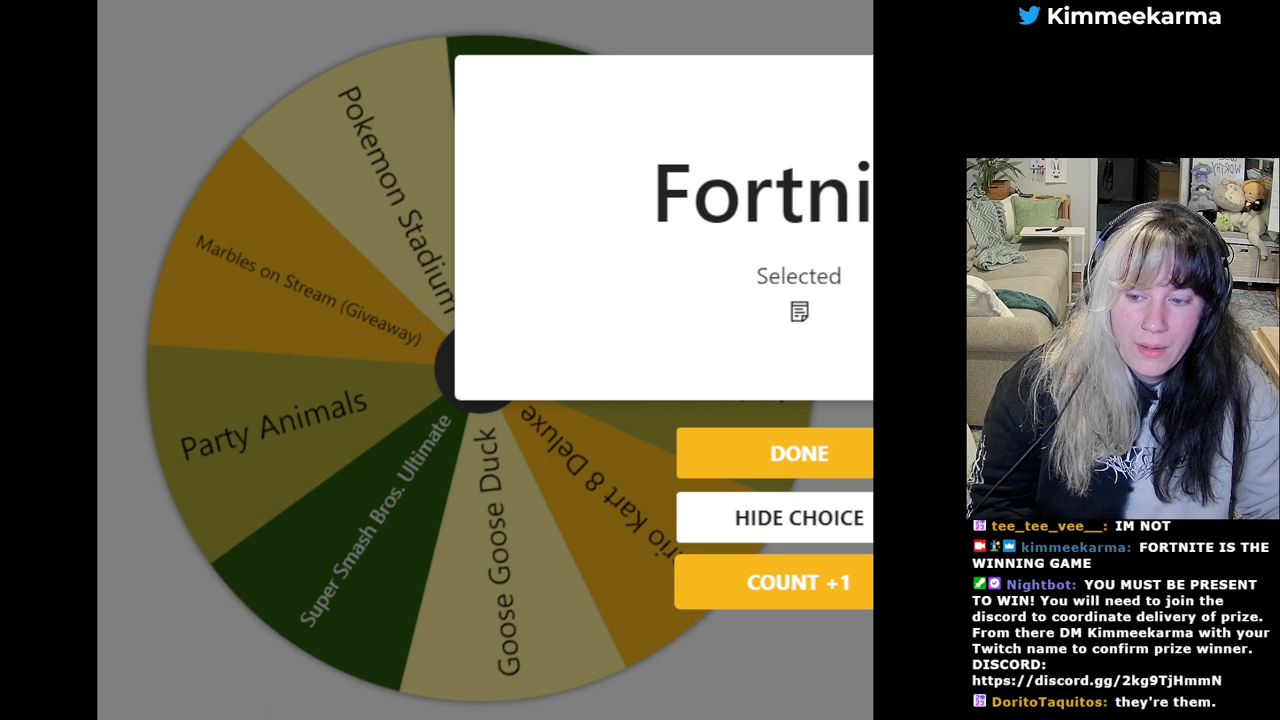 Kimmeekarma
Pokemon Stadium
Marbles on Stream (Giveaway)
Party Animals
Super Smash Bros. Ultimate
Goose Goose Duck
rio Kart 8 Deluxe
Fortni
Selected
DONE
HIDE CHOICE
COUNT +1
tee_tee_vee__: IM NOT
kimmeekarma: FORTNITE IS THE
WINNING GAME
Nightbot: YOU MUST BE PRESENT
TO WIN! You will need to join the
discord to coordinate delivery of prize.
From there DM Kimmeekarma with your
Twitch name to confirm prize winner.
DISCORD:
https://discord.gg/2kg9TjHmmN
DoritoTaquitos: they're them.